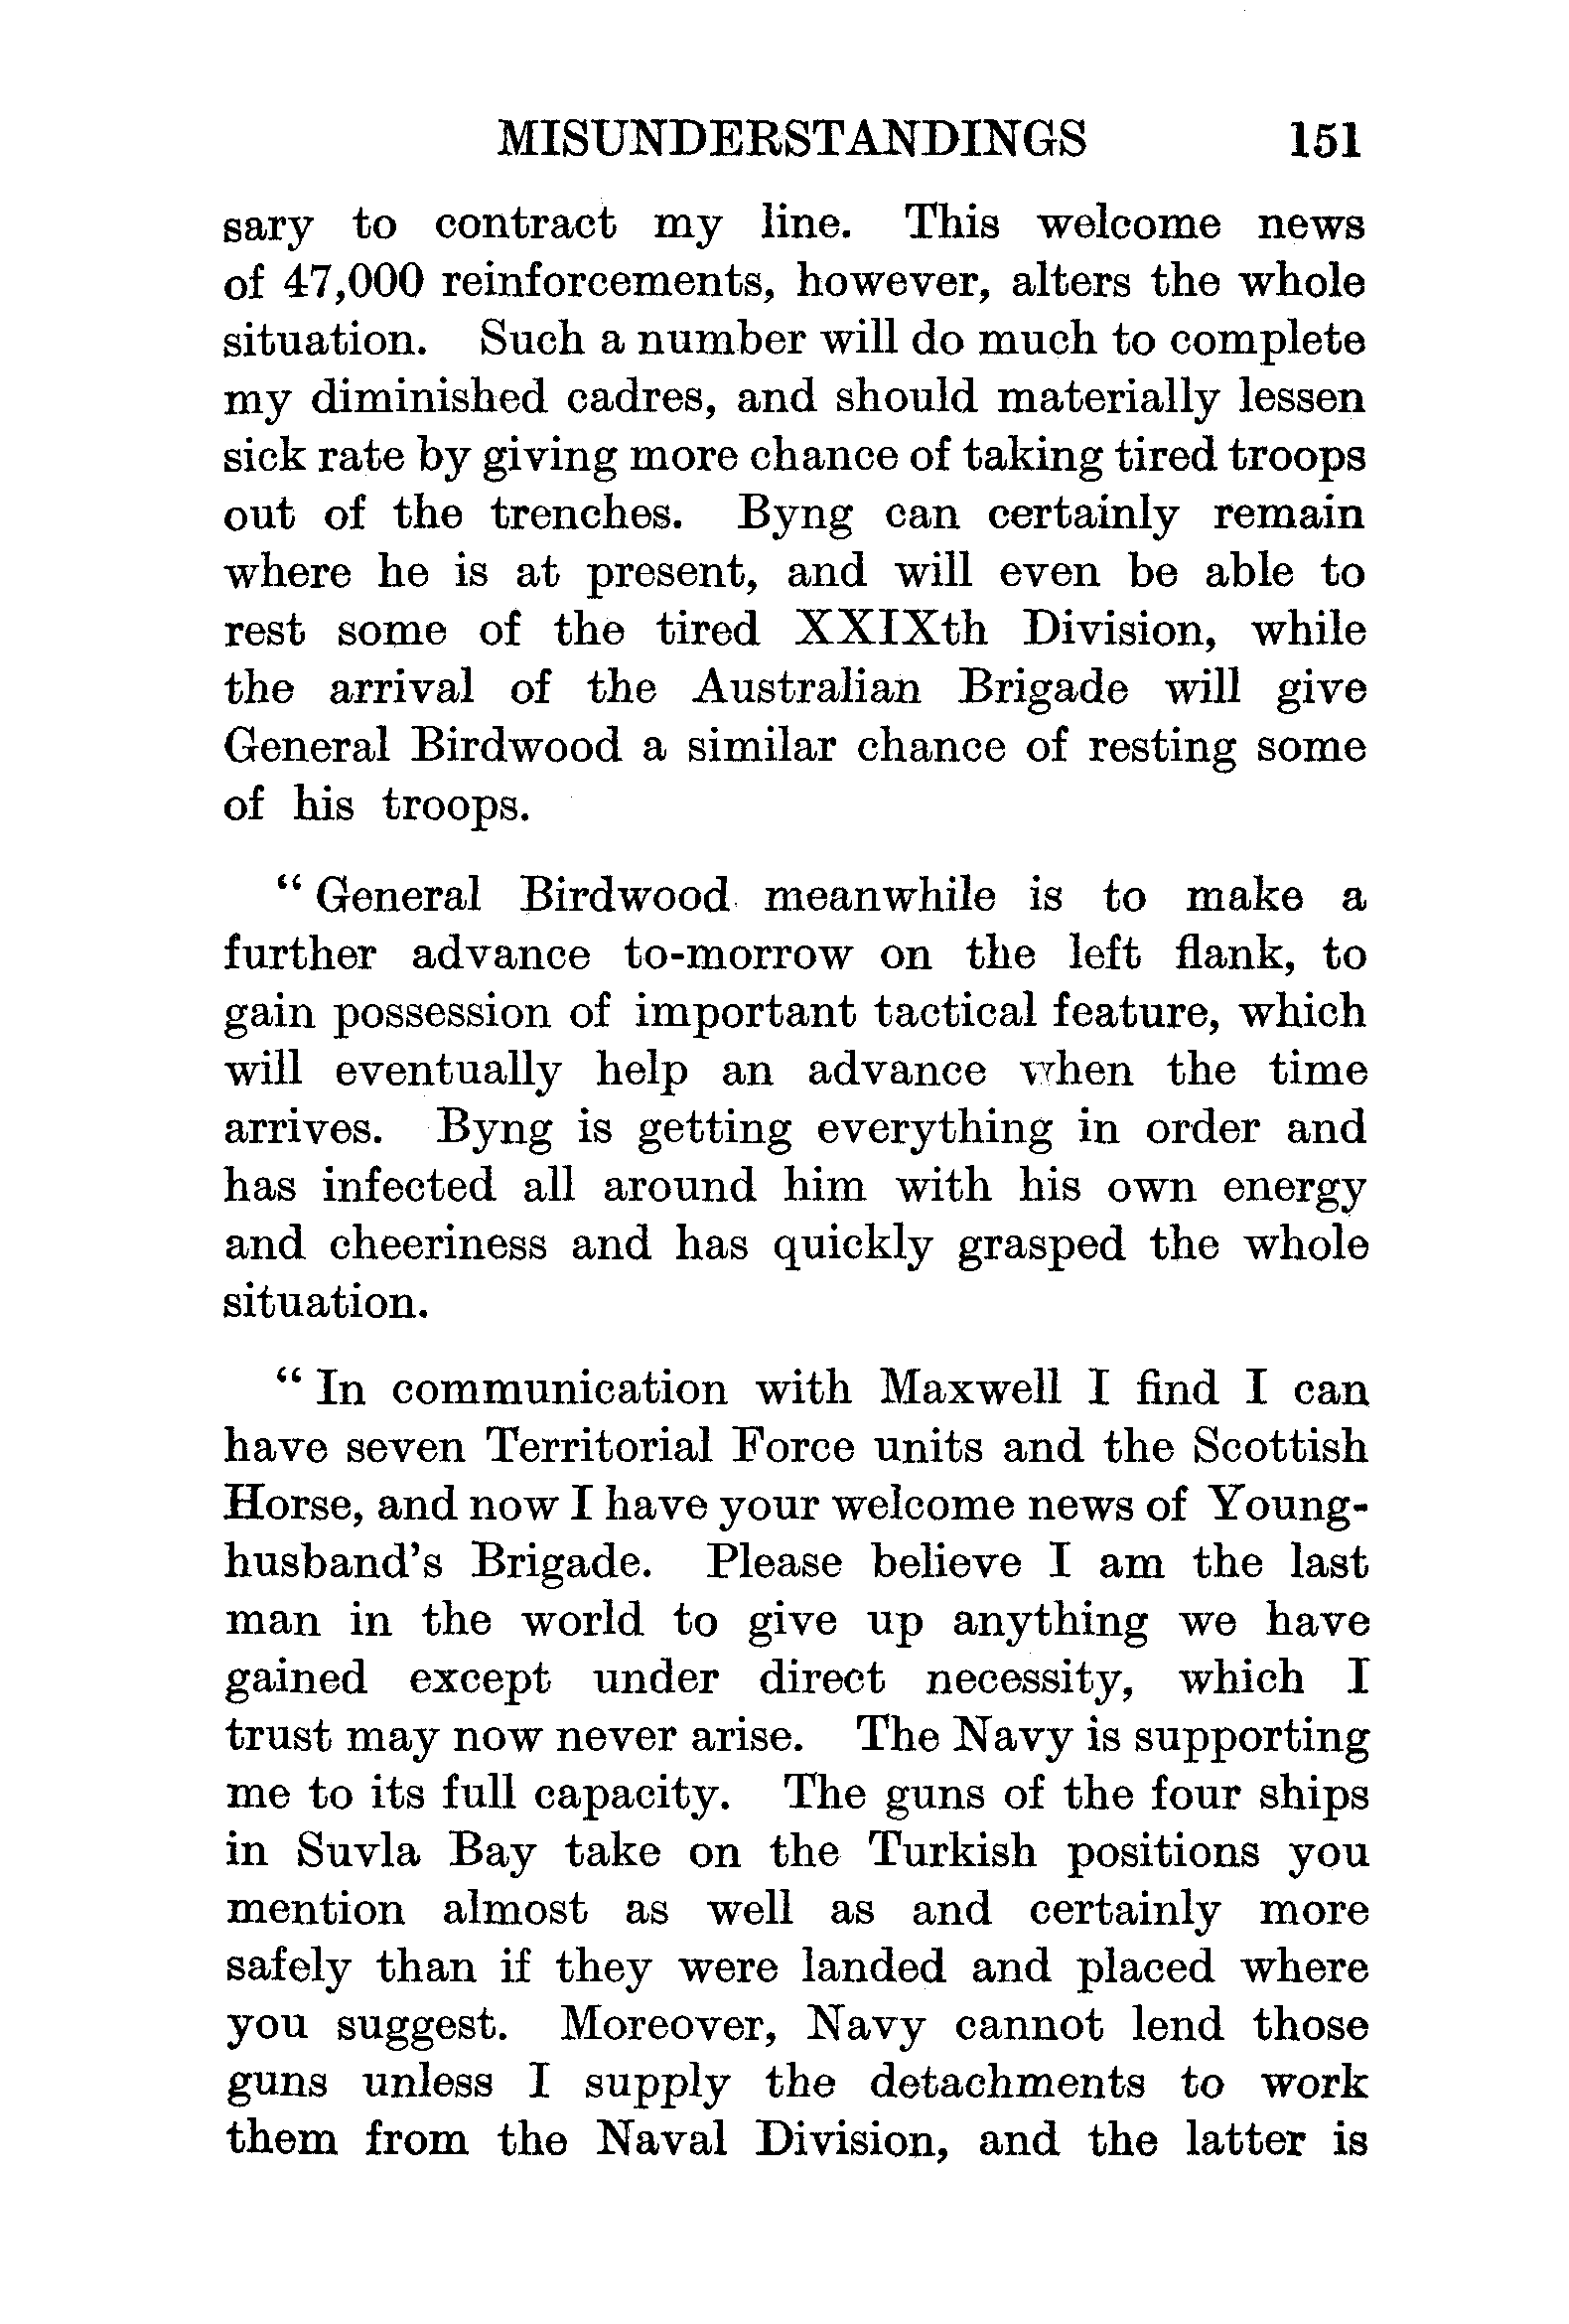 MISUNDERSTANDINGS 151
sary to contract my line. This welcome news
of 47,000 reinforcements, however, alters the whole
situation. Such a number will do much to complete
my diminished cadres, and should materially lessen
sick rate by giving more chance of taking tired troops
out of the trenches. Byng can certainly remain
where he is at present, and will even be able to
rest some of the tired XXIXth Division, while
the arrival of the Australian Brigade will give
General Birdwood a similar chance of resting some
of his troops.
“ General Birdwood meanwhile is to make a
further advance to-morrow on the left flank, to
gain possession of important tactical feature, which
will eventually help an advance when the time
arrives. Byng is getting everything in order and
has infected all around him with his own energy
and cheeriness and has quickly grasped the whole
situation.
“ In communication with Maxwell I find I can
have seven Territorial Force units and the Scottish
Horse, and now I have your welcome news of Young-
husband's Brigade. Please believe I am the last
man in the world to give up anything we have
gained except under direct necessity, which I
trust may now never arise. The Navy is supporting
me to its full capacity. The guns of the four ships
in Suvla Bay take on the Turkish positions you
mention almost as well as and certainly more
safely than if they were landed and placed where
you suggest. Moreover, Navy cannot lend those
guns unless I supply the detachments to work
them from the Naval Division, and the latter is